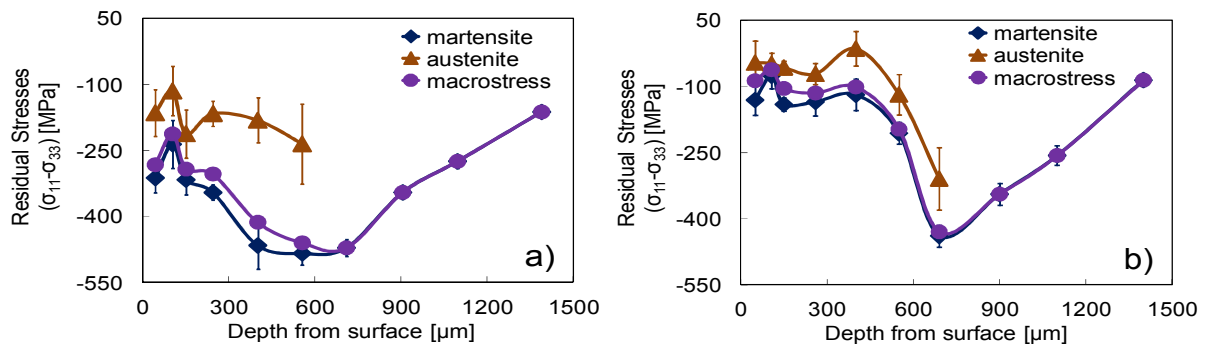 50
-100
-250
-400
-550
Residual Stresses
(σ₁₁-σ₃₃) [MPa]
martensite
austenite
macrostress
a)
0 300 600 900 1200 1500
Depth from surface [µm]
50
-100
-250
-400
-550
Residual Stresses
(σ₁₁-σ₃₃) [MPa]
martensite
austenite
macrostress
b)
0 300 600 900 1200 1500
Depth from surface [µm]